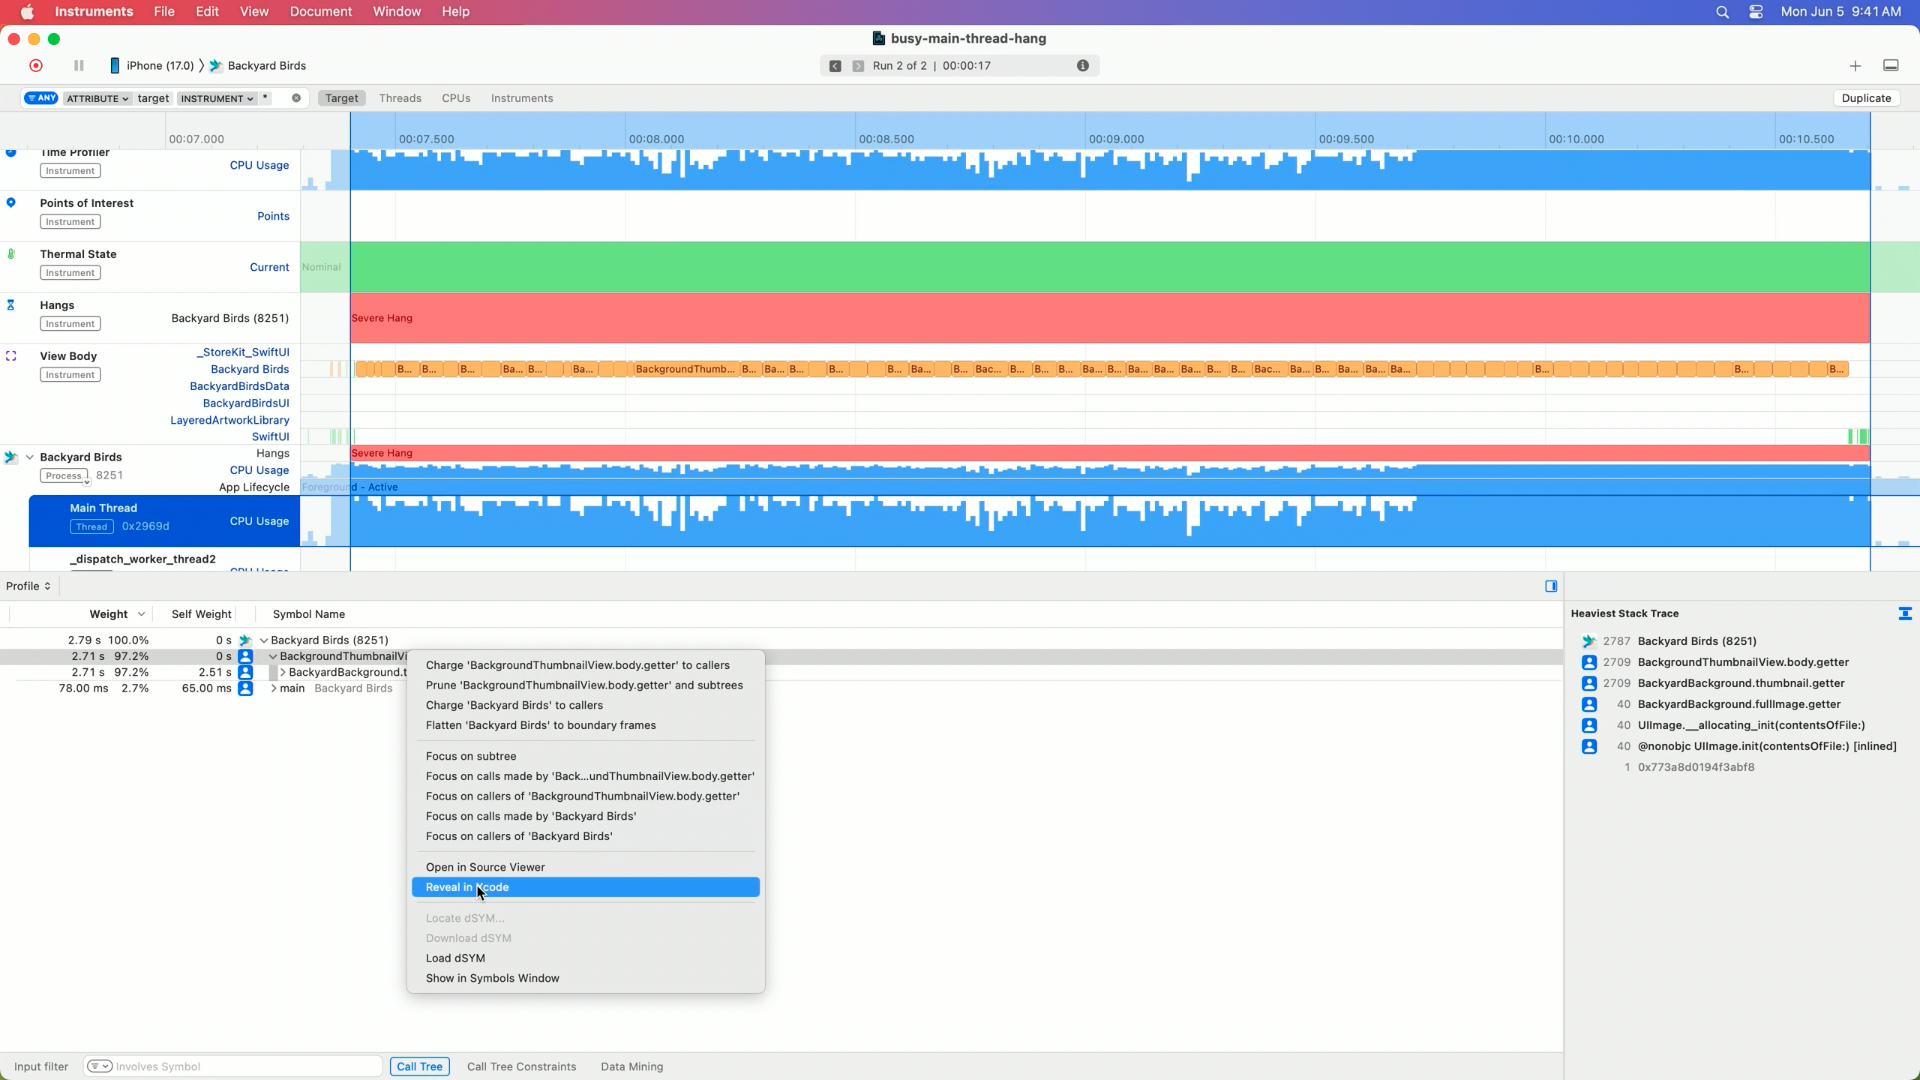 Instruments File Edit View Document Window Help Mon Jun 5 9:41 AM
busy-main-thread-hang
iPhone (17.0) Backyard Birds Run 2 of 2 | 00:00:17
ANY ATTRIBUTE target INSTRUMENT * Target Threads CPUs Instruments Duplicate
00:07.000 00:07.500 00:08.000 00:08.500 00:09.000 00:09.500 00:10.000 00:10.500
Time Profiler
CPU Usage
Instrument
Points of Interest
Points
Instrument
Thermal State
Current Nominal
Instrument
Hangs
Backyard Birds (8251) Severe Hang
Instrument
View Body _StoreKit_SwiftUI
Instrument Backyard Birds B... B... B... Ba... B... Ba... BackgroundThumb... B... Ba... B... B... B... Ba... B... Bac... B... B... B... Ba... B... Ba... Ba... Ba... B... B... Bac... Ba... B... Ba... Ba... Ba... B... B... B...
BackyardBirdsData
BackyardBirdsUI
LayeredArtworkLibrary
SwiftUI
Backyard Birds Hangs Severe Hang
Process 8251 CPU Usage
App Lifecycle Foreground - Active
Main Thread
Thread 0x2969d CPU Usage
_dispatch_worker_thread2
CPU Usage
Profile
Weight Self Weight Symbol Name
2.79 s 100.0% 0 s Backyard Birds (8251)
2.71 s 97.2% 0 s BackgroundThumbnailVi
2.71 s 97.2% 2.51 s BackyardBackground.t
78.00 ms 2.7% 65.00 ms main Backyard Birds
Charge 'BackgroundThumbnailView.body.getter' to callers
Prune 'BackgroundThumbnailView.body.getter' and subtrees
Charge 'Backyard Birds' to callers
Flatten 'Backyard Birds' to boundary frames
Focus on subtree
Focus on calls made by 'Back...undThumbnailView.body.getter'
Focus on callers of 'BackgroundThumbnailView.body.getter'
Focus on calls made by 'Backyard Birds'
Focus on callers of 'Backyard Birds'
Open in Source Viewer
Reveal in Xcode
Locate dSYM...
Download dSYM
Load dSYM
Show in Symbols Window
Heaviest Stack Trace
2787 Backyard Birds (8251)
2709 BackgroundThumbnailView.body.getter
2709 BackyardBackground.thumbnail.getter
40 BackyardBackground.fullImage.getter
40 UIImage.__allocating_init(contentsOfFile:)
40 @nonobjc UIImage.init(contentsOfFile:) [inlined]
1 0x773a8d0194f3abf8
Input filter Involves Symbol Call Tree Call Tree Constraints Data Mining